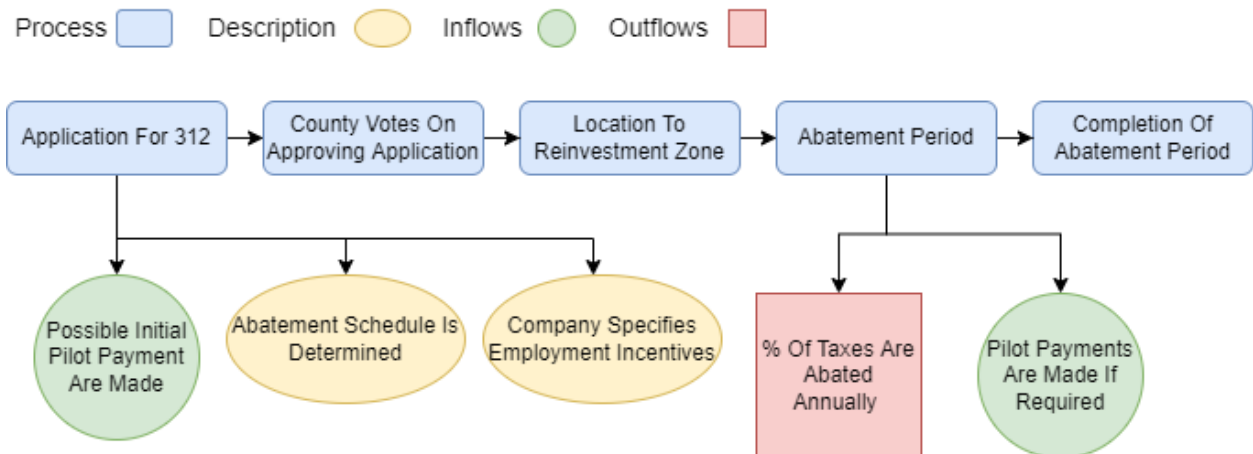 Process
Description
Inflows
Outflows
Application For 312
County Votes On
Approving Application
Location To
Reinvestment Zone
Abatement Period
Completion Of
Abatement Period
Possible Initial
Pilot Payment
Are Made
Abatement Schedule Is
Determined
Company Specifies
Employment Incentives
% Of Taxes Are
Abated
Annually
Pilot Payments
Are Made If
Required